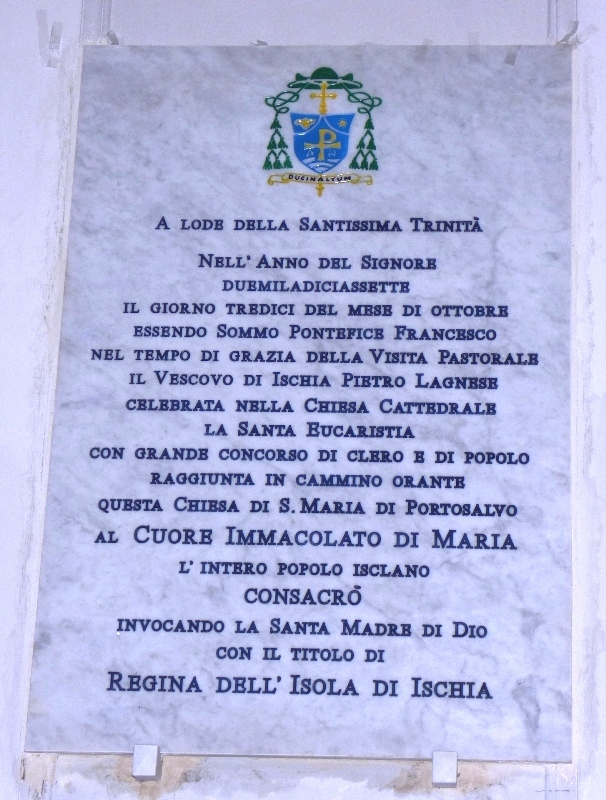 DUC IN ALTUM
A LODE DELLA SANTISSIMA TRINITÀ
NELL' ANNO DEL SIGNORE
DUEMILADICIASSETTE
IL GIORNO TREDICI DEL MESE DI OTTOBRE
ESSENDO SOMMO PONTEFICE FRANCESCO
NEL TEMPO DI GRAZIA DELLA VISITA PASTORALE
IL VESCOVO DI ISCHIA PIETRO LAGNESE
CELEBRATA NELLA CHIESA CATTEDRALE
LA SANTA EUCARISTIA
CON GRANDE CONCORSO DI CLERO E DI POPOLO
RAGGIUNTA IN CAMMINO ORANTE
QUESTA CHIESA DI S. MARIA DI PORTOSALVO
AL CUORE IMMACOLATO DI MARIA
L' INTERO POPOLO ISCLANO
CONSACRÒ
INVOCANDO LA SANTA MADRE DI DIO
CON IL TITOLO DI
REGINA DELL' ISOLA DI ISCHIA